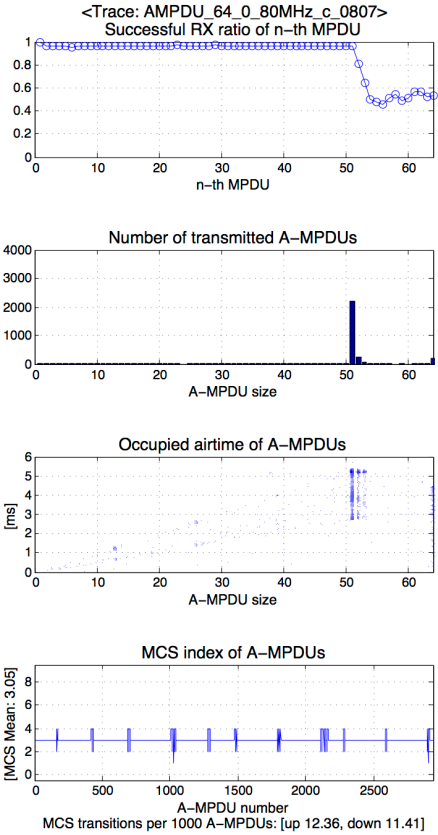 <Trace: AMPDU_64_0_80MHz_c_0807>
Successful RX ratio of n-th MPDU
1
0.8
0.6
0.4
0.2
0
0 10 20 30 40 50 60
n-th MPDU
Number of transmitted A-MPDUs
4000
3000
2000
1000
0
0 10 20 30 40 50 60
A-MPDU size
Occupied airtime of A-MPDUs
6
5
4
3
2
1
0
[ms]
0 10 20 30 40 50 60
A-MPDU size
MCS index of A-MPDUs
8
6
4
2
0
[MCS Mean: 3.05]
0 500 1000 1500 2000 2500
A-MPDU number
MCS transitions per 1000 A-MPDUs: [up 12.36, down 11.41]